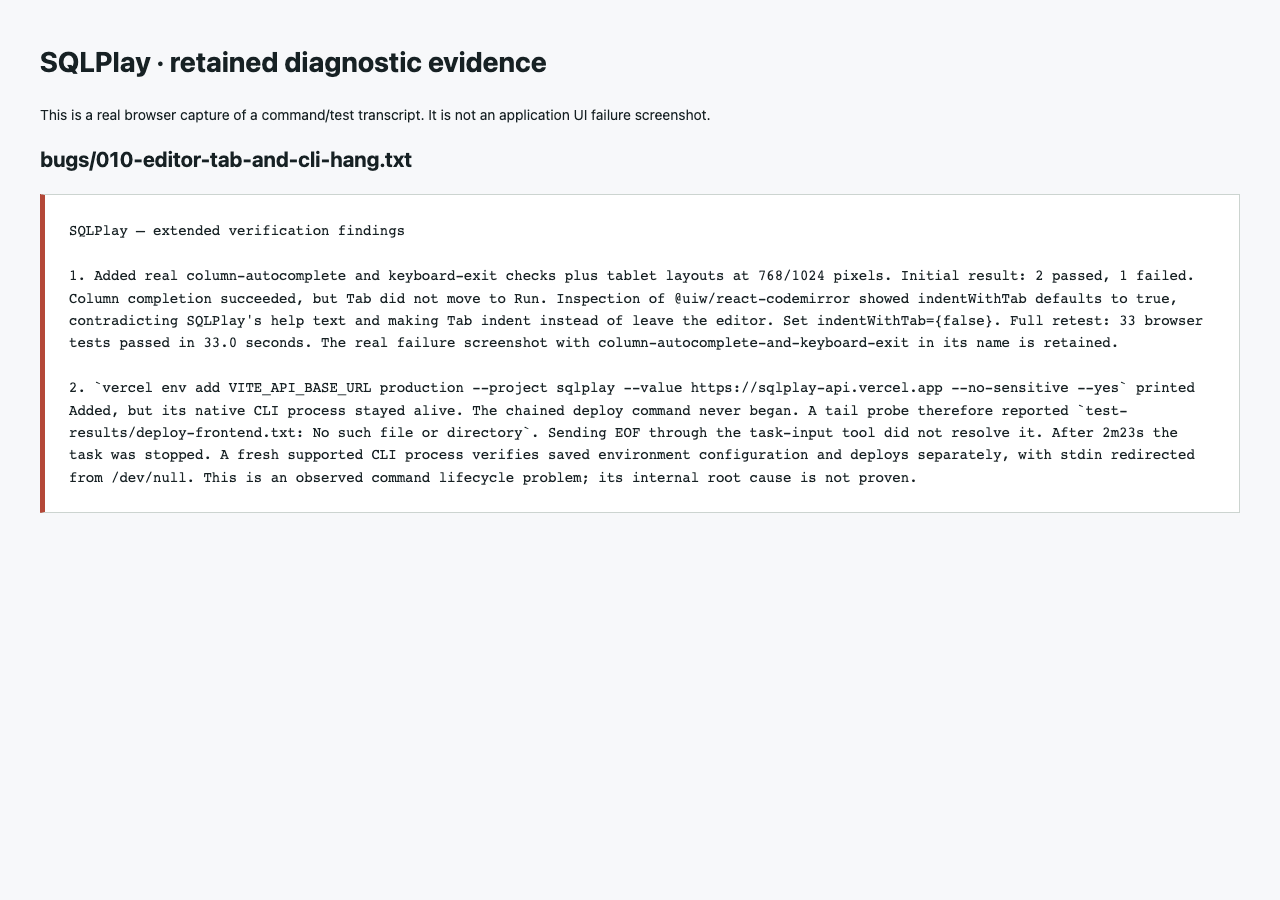 SQLPlay · retained diagnostic evidence
This is a real browser capture of a command/test transcript. It is not an application UI failure screenshot.
bugs/010-editor-tab-and-cli-hang.txt
SQLPlay — extended verification findings
1. Added real column-autocomplete and keyboard-exit checks plus tablet layouts at 768/1024 pixels. Initial result: 2 passed, 1 failed.
Column completion succeeded, but Tab did not move to Run. Inspection of @uiw/react-codemirror showed indentWithTab defaults to true,
contradicting SQLPlay's help text and making Tab indent instead of leave the editor. Set indentWithTab={false}. Full retest: 33 browser
tests passed in 33.0 seconds. The real failure screenshot with column-autocomplete-and-keyboard-exit in its name is retained.
2. `vercel env add VITE_API_BASE_URL production --project sqlplay --value https://sqlplay-api.vercel.app --no-sensitive --yes` printed
Added, but its native CLI process stayed alive. The chained deploy command never began. A tail probe therefore reported `test-
results/deploy-frontend.txt: No such file or directory`. Sending EOF through the task-input tool did not resolve it. After 2m23s the
task was stopped. A fresh supported CLI process verifies saved environment configuration and deploys separately, with stdin redirected
from /dev/null. This is an observed command lifecycle problem; its internal root cause is not proven.